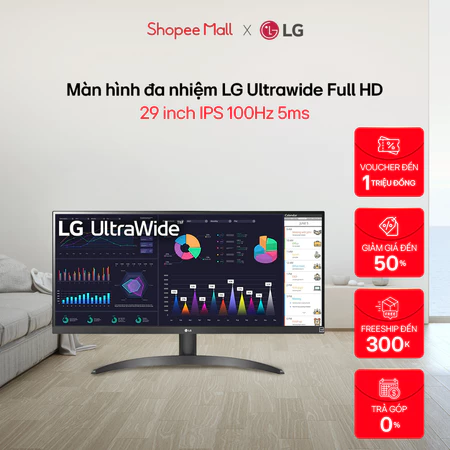 Shopee Mall X LG
Màn hình đa nhiệm LG Ultrawide Full HD
29 inch IPS 100Hz 5ms
VOUCHER ĐẾN
1 TRIỆU ĐỒNG
GIẢM GIÁ ĐẾN
50%
FREE
FREESHIP ĐẾN
300K
TRẢ GÓP
0%
LG UltraWide
LG